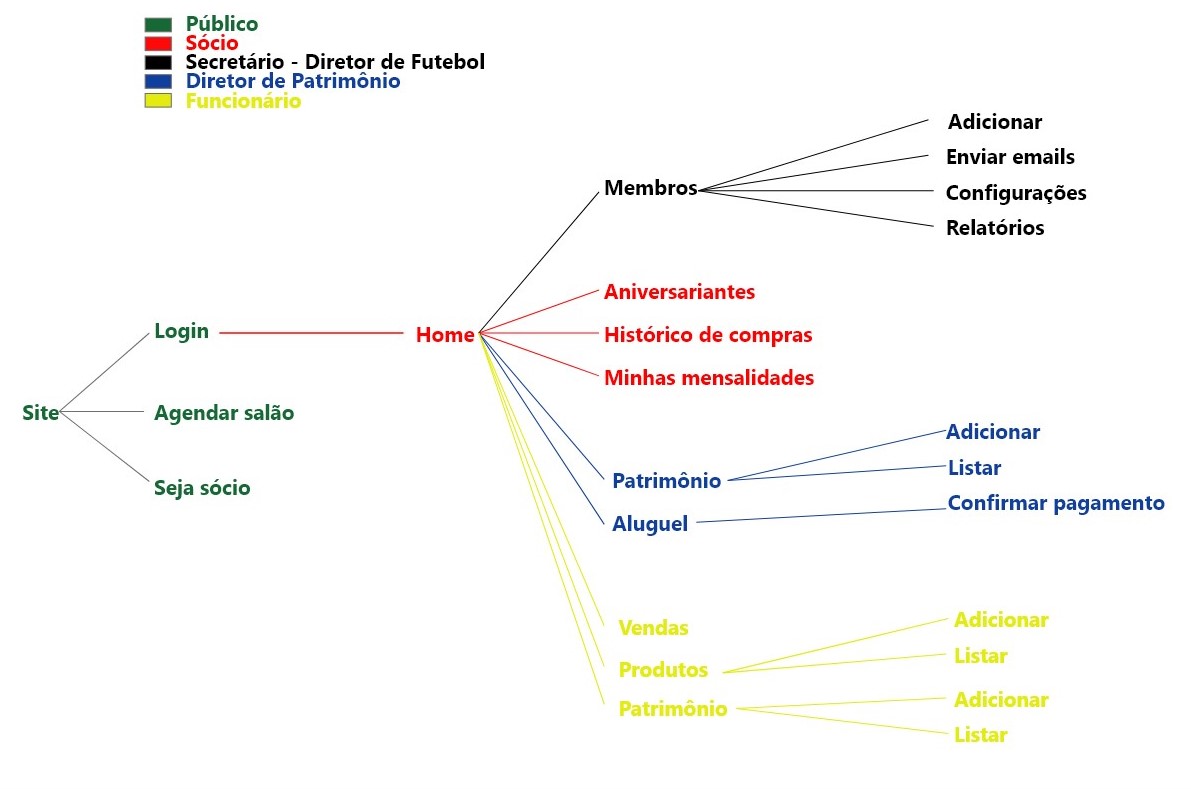 Público
Sócio
Secretário - Diretor de Futebol
Diretor de Patrimônio
Funcionário
Site
Login
Agendar salão
Seja sócio
Home
Membros
Adicionar
Enviar emails
Configurações
Relatórios
Aniversariantes
Histórico de compras
Minhas mensalidades
Patrimônio
Adicionar
Listar
Aluguel
Confirmar pagamento
Vendas
Produtos
Adicionar
Listar
Patrimônio
Adicionar
Listar